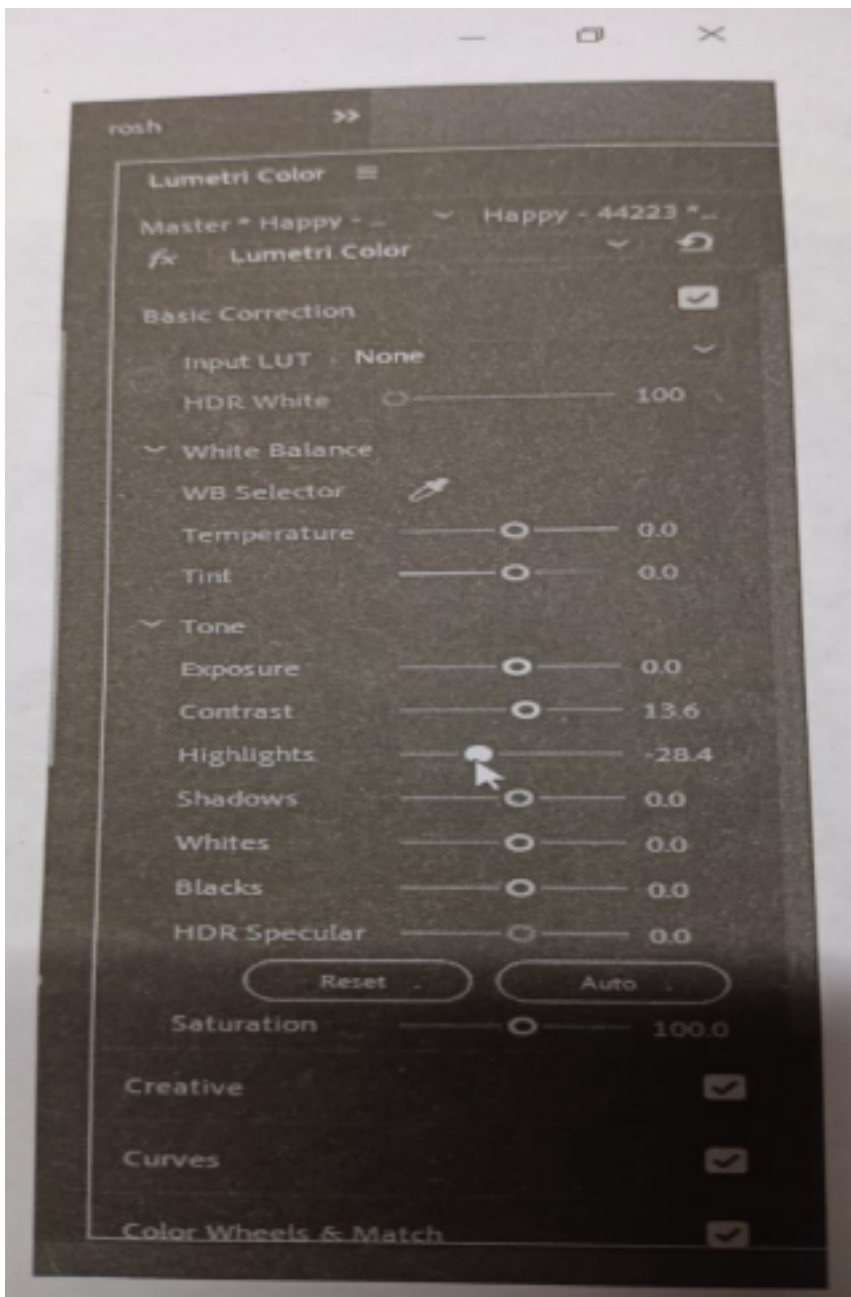 rosh >>
Lumetri Color
Master * Happy - ... Happy - 44223 *...
fx Lumetri Color
Basic Correction
Input LUT None
HDR White 100
White Balance
WB Selector
Temperature 0.0
Tint 0.0
Tone
Exposure 0.0
Contrast 13.6
Highlights -28.4
Shadows 0.0
Whites 0.0
Blacks 0.0
HDR Specular 0.0
Reset Auto
Saturation 100.0
Creative
Curves
Color Wheels & Match